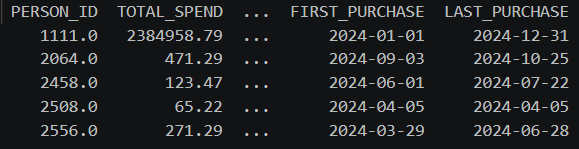 PERSON_ID TOTAL_SPEND ... FIRST_PURCHASE LAST_PURCHASE
1111.0 2384958.79 ... 2024-01-01 2024-12-31
2064.0 471.29 ... 2024-09-03 2024-10-25
2458.0 123.47 ... 2024-06-01 2024-07-22
2508.0 65.22 ... 2024-04-05 2024-04-05
2556.0 271.29 ... 2024-03-29 2024-06-28